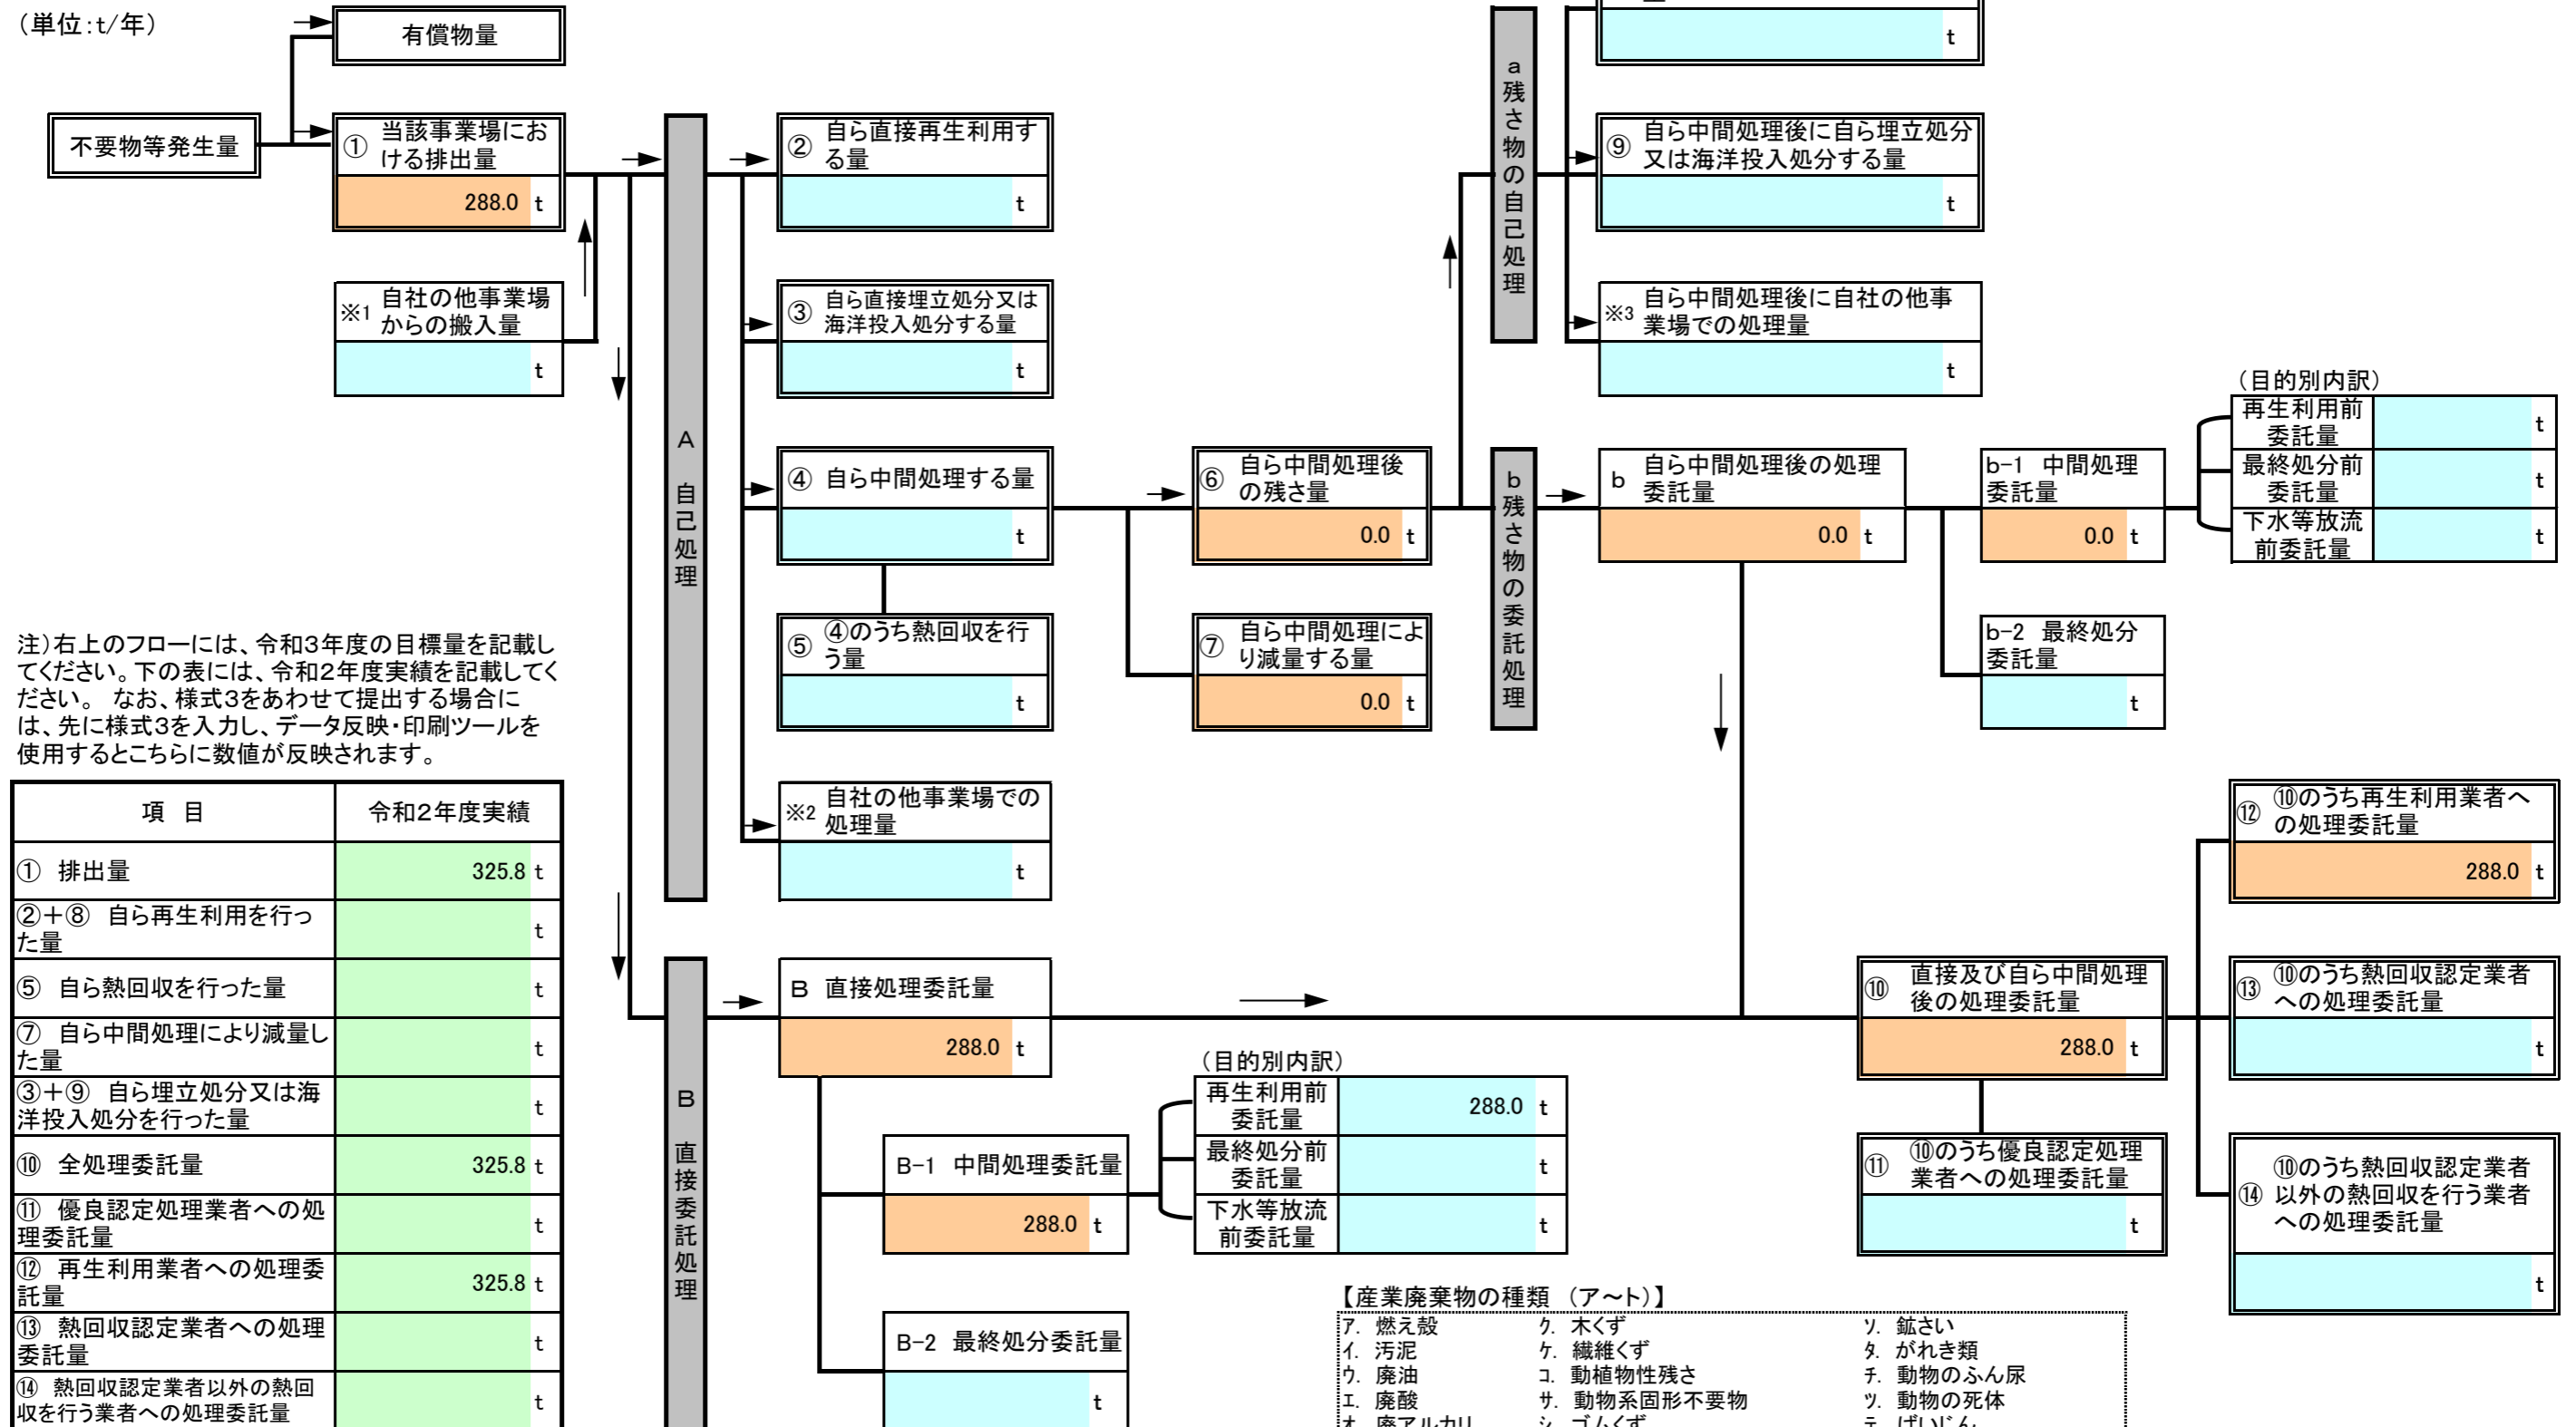 （単位：t/年）
有償物量
不要物等発生量
① 当該事業場にお
ける排出量
288.0 t
※1 自社の他事業場
からの搬入量
t
A 自己処理
② 自ら直接再生利用す
る量
t
③ 自ら直接埋立処分又は
海洋投入処分する量
t
④ 自ら中間処理する量
t
⑤ ④のうち熱回収を行
う量
t
※2 自社の他事業場での
処理量
t
⑥ 自ら中間処理後
の残さ量
0.0 t
⑦ 自ら中間処理によ
り減量する量
0.0 t
a 残さ物の自己処理
t
⑨ 自ら中間処理後に自ら埋立処分
又は海洋投入処分する量
t
※3 自ら中間処理後に自社の他事
業場での処理量
t
b 残さ物の委託処理
b 自ら中間処理後の処理
委託量
0.0 t
b-1 中間処理
委託量
0.0 t
（目的別内訳）
再生利用前
委託量
t
最終処分前
委託量
t
下水等放流
前委託量
t
b-2 最終処分
委託量
t
注）右上のフローには、令和3年度の目標量を記載し
てください。下の表には、令和2年度実績を記載してく
ださい。 なお、様式3をあわせて提出する場合に
は、先に様式3を入力し、データ反映・印刷ツールを
使用するとこちらに数値が反映されます。
項 目 令和2年度実績
① 排出量 325.8 t
②＋⑧ 自ら再生利用を行っ
た量
t
⑤ 自ら熱回収を行った量 t
⑦ 自ら中間処理により減量し
た量
t
③＋⑨ 自ら埋立処分又は海
洋投入処分を行った量
t
⑩ 全処理委託量 325.8 t
⑪ 優良認定処理業者への処
理委託量
t
⑫ 再生利用業者への処理委
託量
325.8 t
⑬ 熱回収認定業者への処理
委託量
t
⑭ 熱回収認定業者以外の熱回
収を行う業者への処理委託量
t
B 直接委託処理
B 直接処理委託量
288.0 t
B-1 中間処理委託量
288.0 t
（目的別内訳）
再生利用前
委託量
288.0 t
最終処分前
委託量
t
下水等放流
前委託量
t
B-2 最終処分委託量
t
⑩ 直接及び自ら中間処理
後の処理委託量
288.0 t
⑪ ⑩のうち優良認定処理
業者への処理委託量
t
⑫ ⑩のうち再生利用業者へ
の処理委託量
288.0 t
⑬ ⑩のうち熱回収認定業者
への処理委託量
t
⑭ ⑩のうち熱回収認定業者
以外の熱回収を行う業者
への処理委託量
t
【産業廃棄物の種類 （ア～ト）】
ｱ. 燃え殻 ｸ. 木くず ｿ. 鉱さい
ｲ. 汚泥 ｹ. 繊維くず ﾀ. がれき類
ｳ. 廃油 ｺ. 動植物性残さ ﾁ. 動物のふん尿
ｴ. 廃酸 ｻ. 動物系固形不要物 ﾂ. 動物の死体
ｵ. 廃アルカリ ｼ. ゴムくず ﾃ. ばいじん